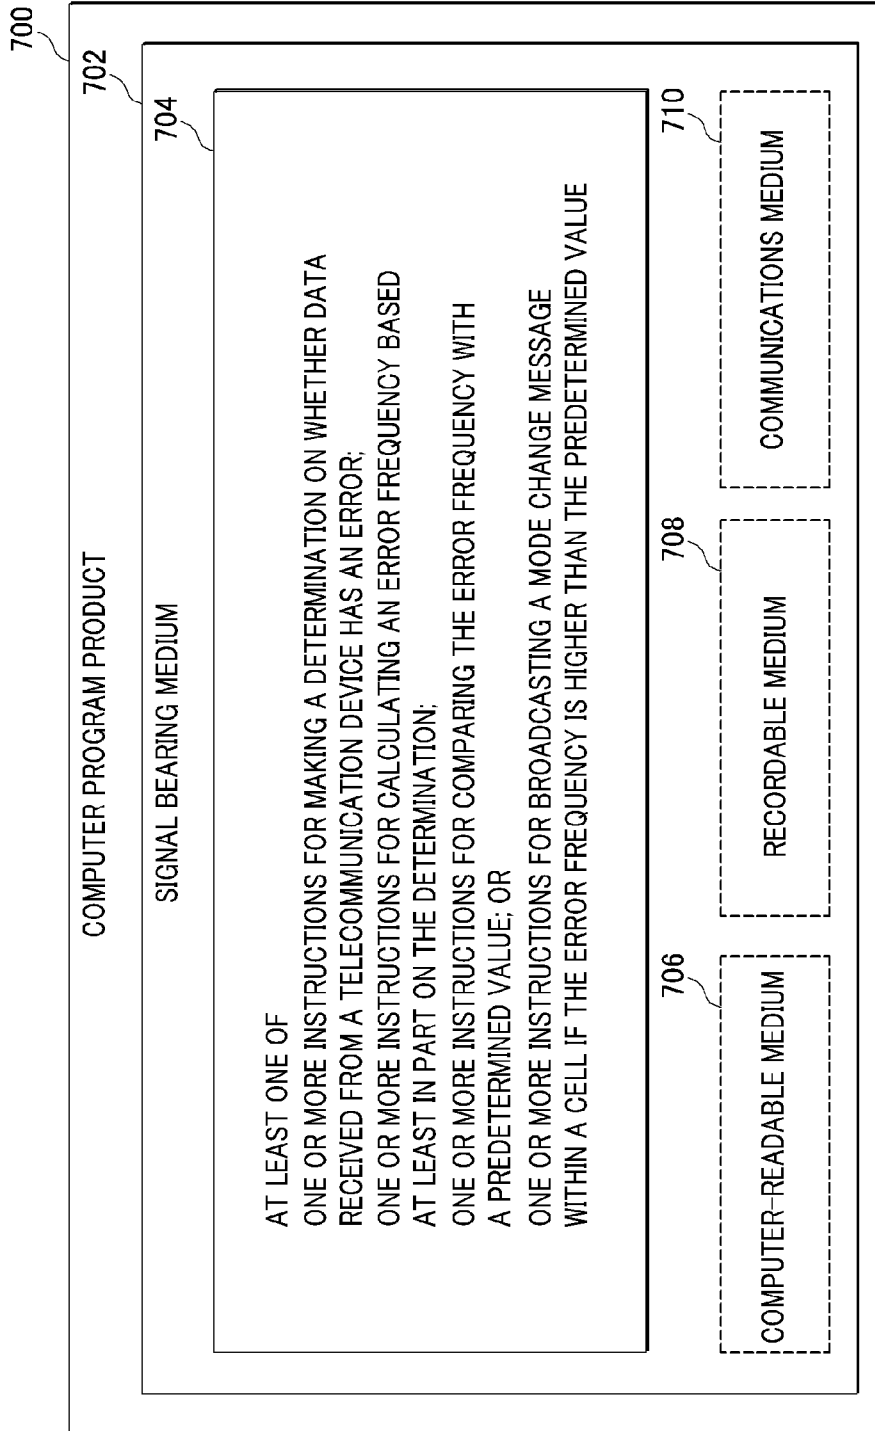 700
COMPUTER PROGRAM PRODUCT
702
SIGNAL BEARING MEDIUM
704
AT LEAST ONE OF
ONE OR MORE INSTRUCTIONS FOR MAKING A DETERMINATION ON WHETHER DATA
RECEIVED FROM A TELECOMMUNICATION DEVICE HAS AN ERROR;
ONE OR MORE INSTRUCTIONS FOR CALCULATING AN ERROR FREQUENCY BASED
AT LEAST IN PART ON THE DETERMINATION;
ONE OR MORE INSTRUCTIONS FOR COMPARING THE ERROR FREQUENCY WITH
A PREDETERMINED VALUE; OR
ONE OR MORE INSTRUCTIONS FOR BROADCASTING A MODE CHANGE MESSAGE
WITHIN A CELL IF THE ERROR FREQUENCY IS HIGHER THAN THE PREDETERMINED VALUE
706
COMPUTER-READABLE MEDIUM
708
RECORDABLE MEDIUM
710
COMMUNICATIONS MEDIUM